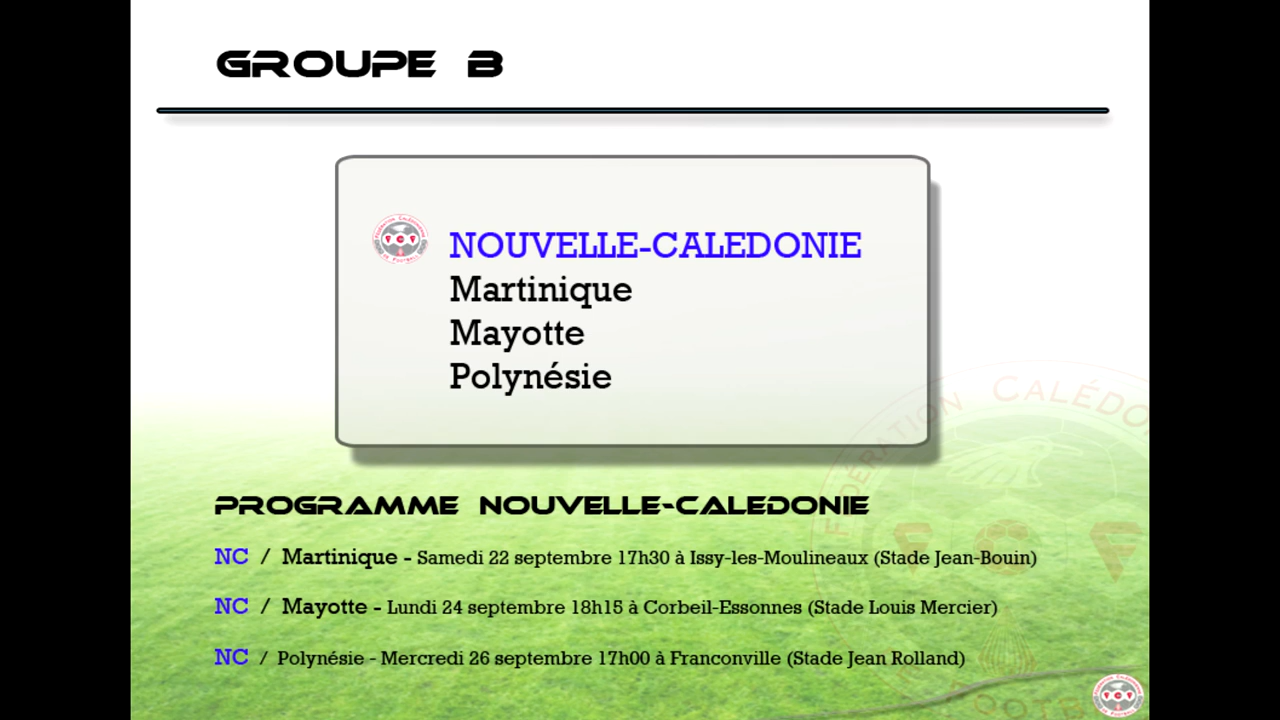 GROUPE B
NOUVELLE-CALEDONIE
Martinique
Mayotte
Polynésie
FÉDÉRATION CALÉDO
F C F
PROGRAMME NOUVELLE-CALEDONIE
NC / Martinique - Samedi 22 septembre 17h30 à Issy-les-Moulineaux (Stade Jean-Bouin)
NC / Mayotte - Lundi 24 septembre 18h15 à Corbeil-Essonnes (Stade Louis Mercier)
NC / Polynésie - Mercredi 26 septembre 17h00 à Franconville (Stade Jean Rolland)